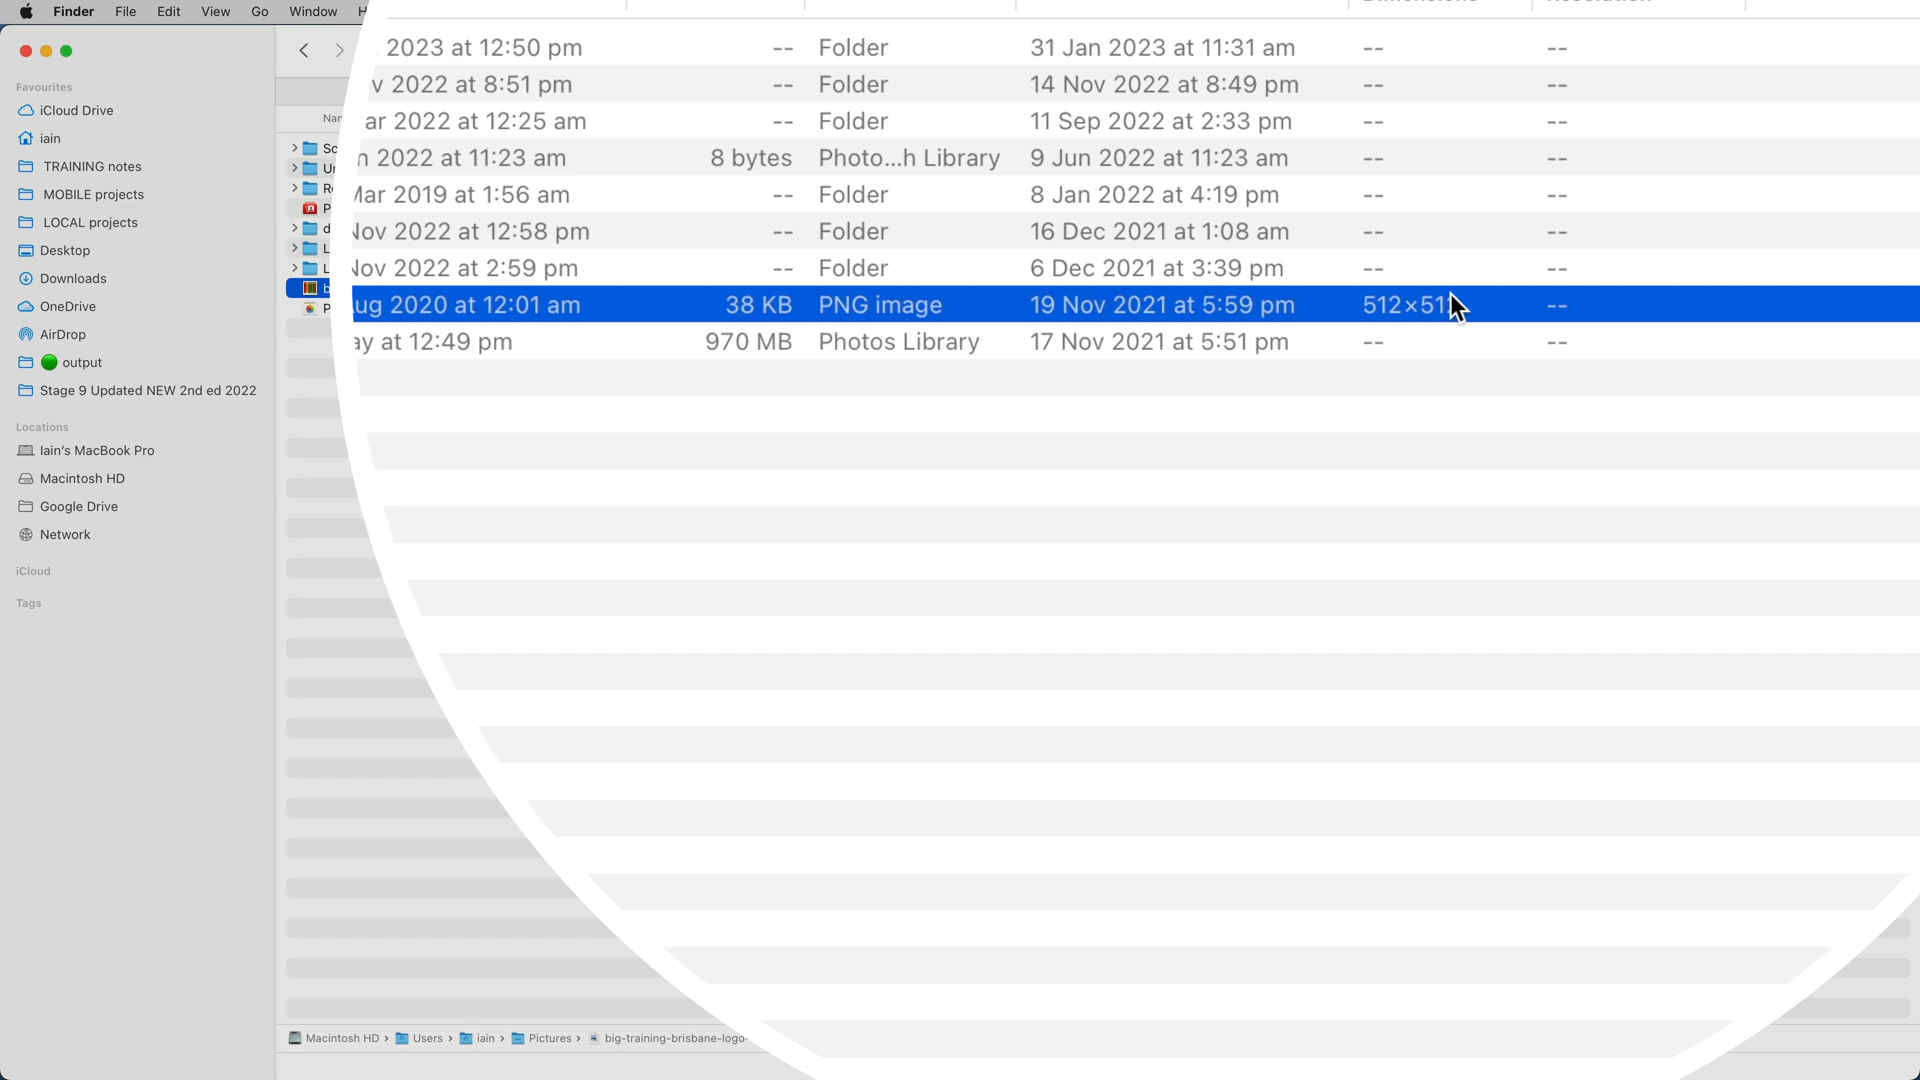 Finder File Edit View Go Window
Favourites
iCloud Drive
iain
TRAINING notes
MOBILE projects
LOCAL projects
Desktop
Downloads
OneDrive
AirDrop
output
Stage 9 Updated NEW 2nd ed 2022
Locations
Iain's MacBook Pro
Macintosh HD
Google Drive
Network
iCloud
Tags
2023 at 12:50 pm -- Folder 31 Jan 2023 at 11:31 am -- --
2022 at 8:51 pm -- Folder 14 Nov 2022 at 8:49 pm -- --
2022 at 12:25 am -- Folder 11 Sep 2022 at 2:33 pm -- --
2022 at 11:23 am 8 bytes Photo...h Library 9 Jun 2022 at 11:23 am -- --
Mar 2019 at 1:56 am -- Folder 8 Jan 2022 at 4:19 pm -- --
Nov 2022 at 12:58 pm -- Folder 16 Dec 2021 at 1:08 am -- --
Nov 2022 at 2:59 pm -- Folder 6 Dec 2021 at 3:39 pm -- --
Aug 2020 at 12:01 am 38 KB PNG image 19 Nov 2021 at 5:59 pm 512×51 --
at 12:49 pm 970 MB Photos Library 17 Nov 2021 at 5:51 pm -- --
Macintosh HD › Users › iain › Pictures › big-training-brisbane-logo-